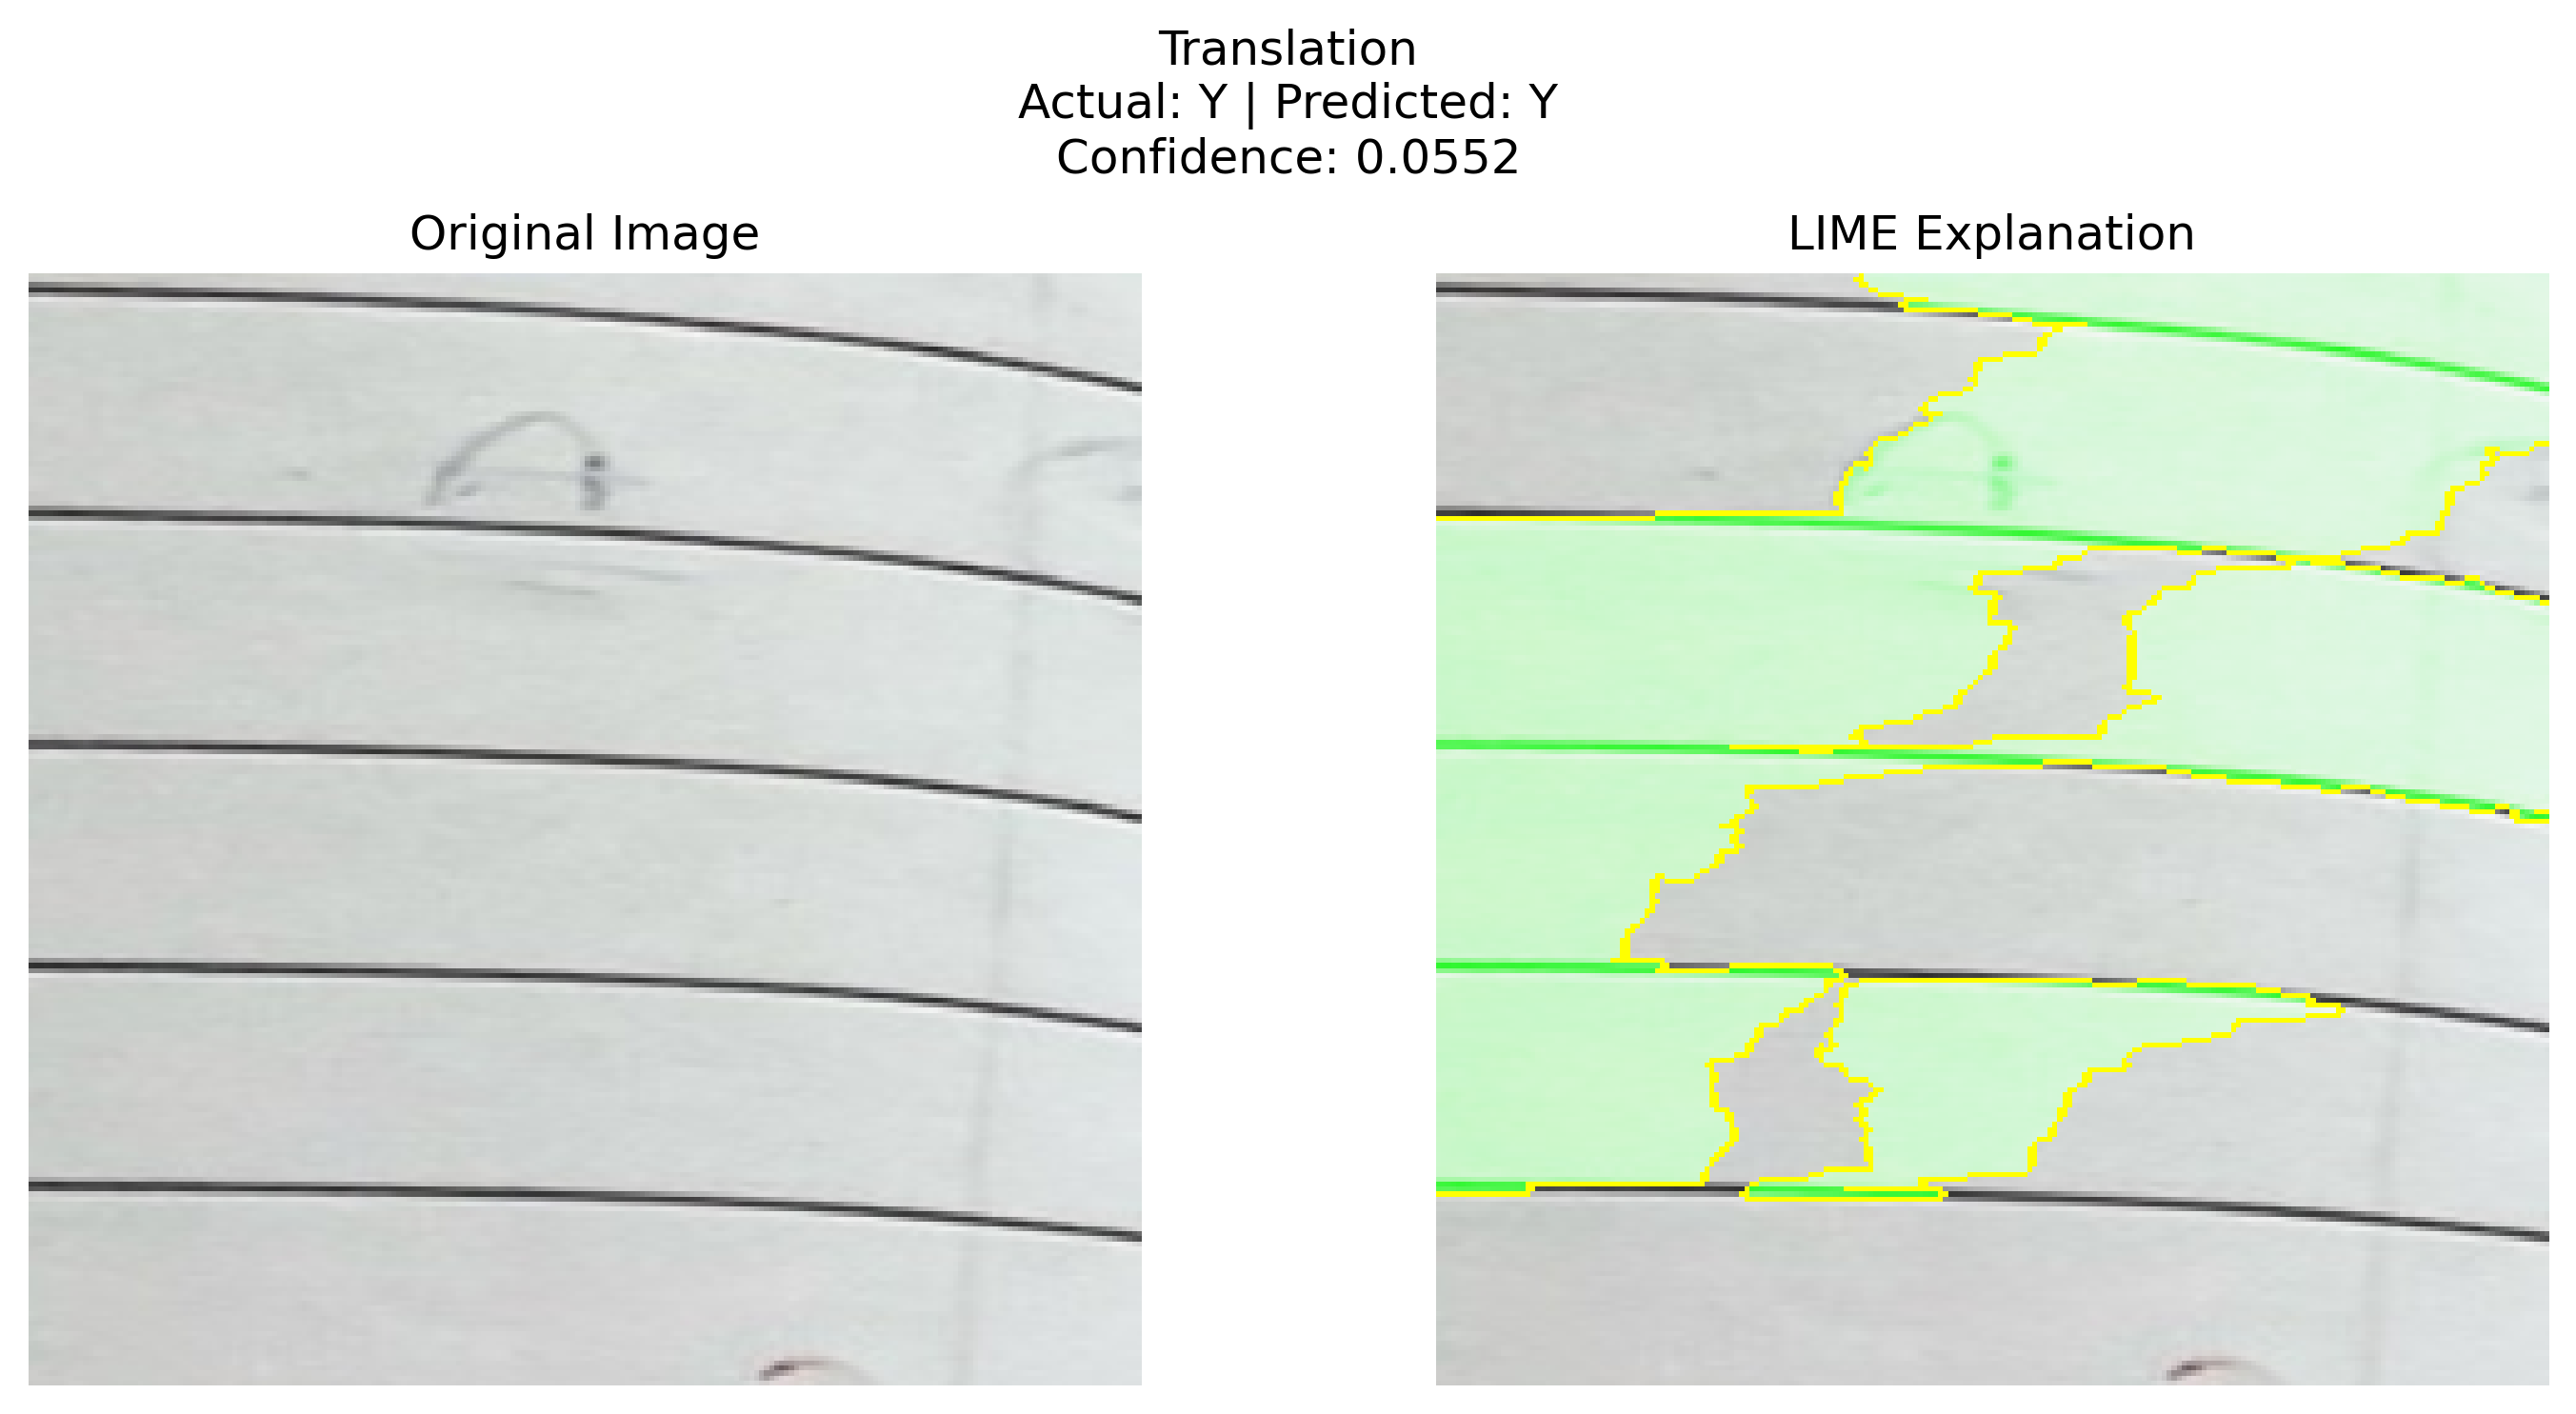 Translation
Actual: Y | Predicted: Y
Confidence: 0.0552
Original Image
LIME Explanation